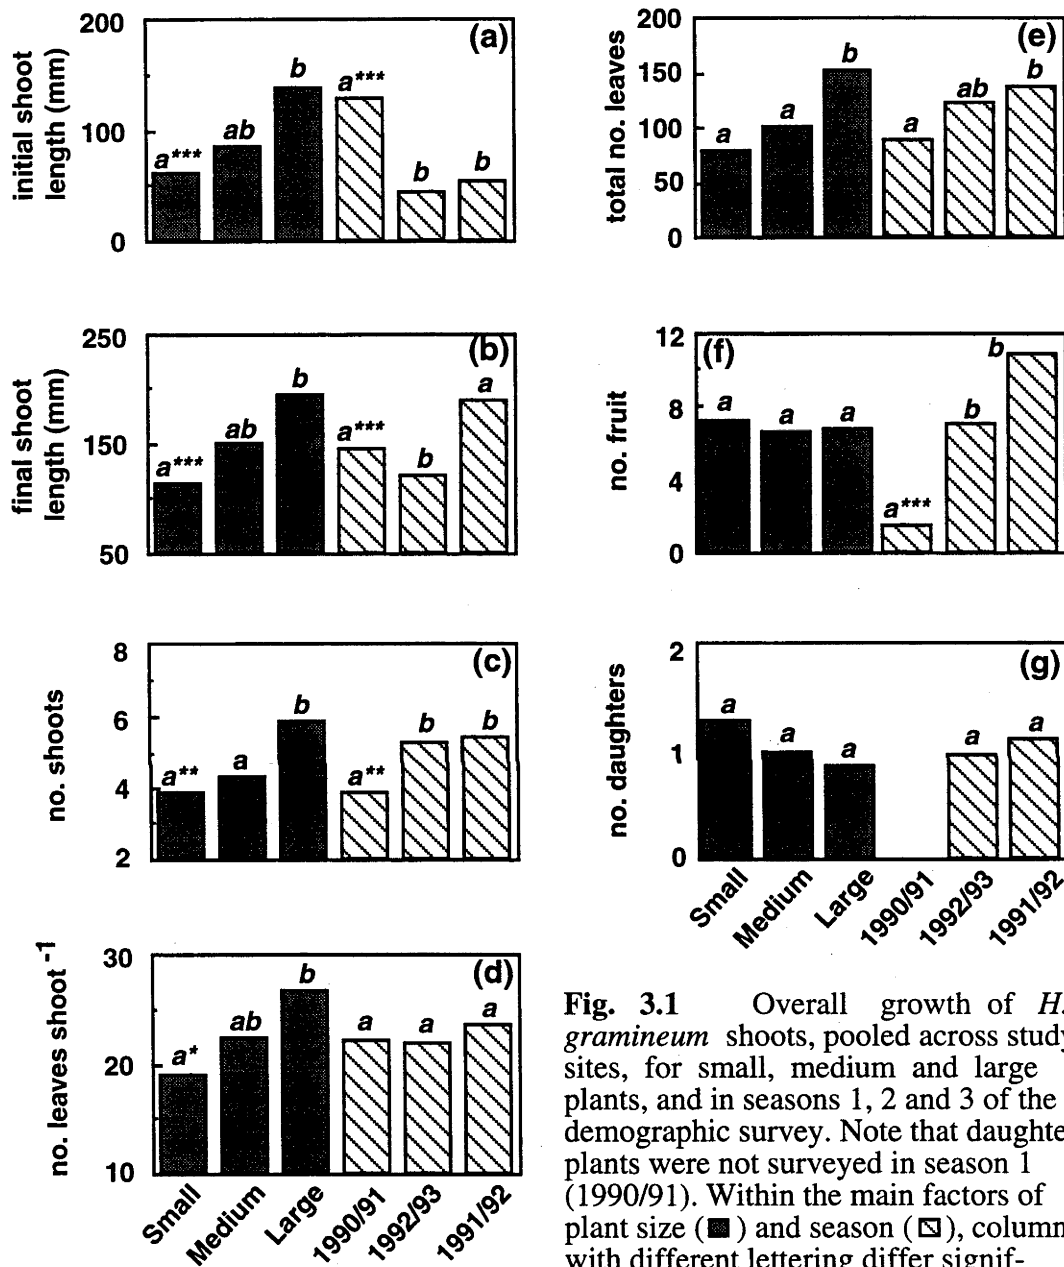 (a)
200
100
0
initial shoot
length (mm)
a***
ab
b
a***
b
b
(b)
250
150
50
final shoot
length (mm)
a***
ab
b
a***
b
a
(c)
8
6
4
2
no. shoots
a**
a
b
a**
b
b
(d)
30
20
10
no. leaves shoot⁻¹
a*
ab
b
a
a
a
Small
Medium
Large
1990/91
1992/93
1991/92
(e)
200
150
100
50
0
total no. leaves
a
a
b
a
ab
b
(f)
12
8
4
0
no. fruit
a
a
a
a***
b
b
(g)
2
1
0
no. daughters
a
a
a
a
a
Small
Medium
Large
1990/91
1992/93
1991/92
Fig. 3.1 Overall growth of H.
gramineum shoots, pooled across study
sites, for small, medium and large
plants, and in seasons 1, 2 and 3 of the
demographic survey. Note that daughte
plants were not surveyed in season 1
(1990/91). Within the main factors of
plant size (■) and season (▧), column
with different lettering differ signif-